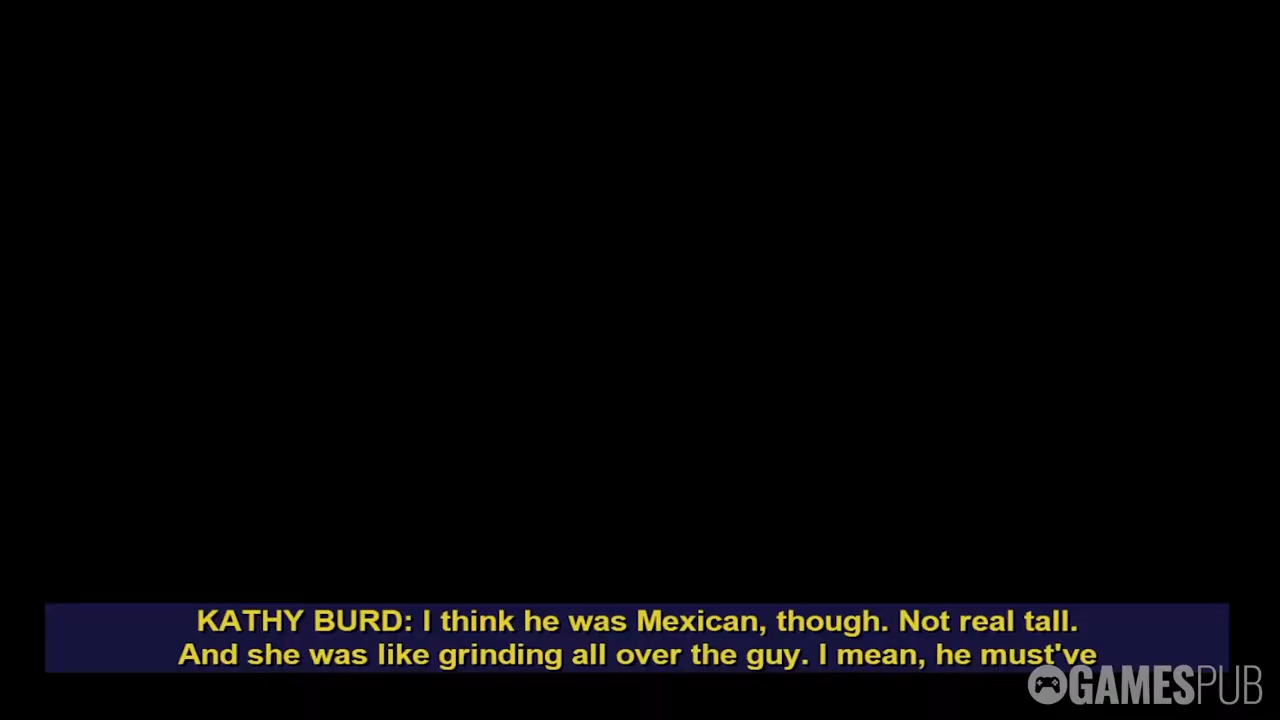 KATHY BURD: I think he was Mexican, though. Not real tall.
And she was like grinding all over the guy. I mean, he must've
GAMESPUB